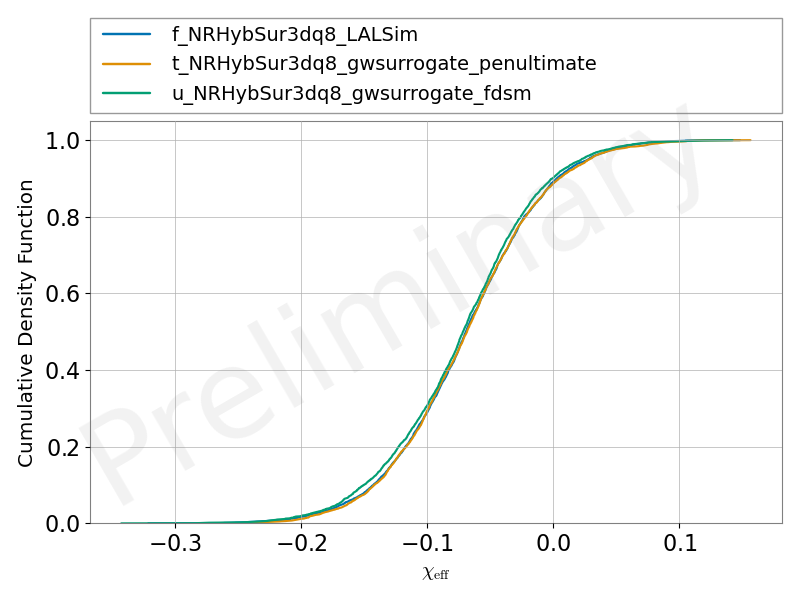 f_NRHybSur3dq8_LALSim
t_NRHybSur3dq8_gwsurrogate_penultimate
u_NRHybSur3dq8_gwsurrogate_fdsm
Preliminary
Cumulative Density Function
1.0
0.8
0.6
0.4
0.2
0.0
−0.3 −0.2 −0.1 0.0 0.1
χeff